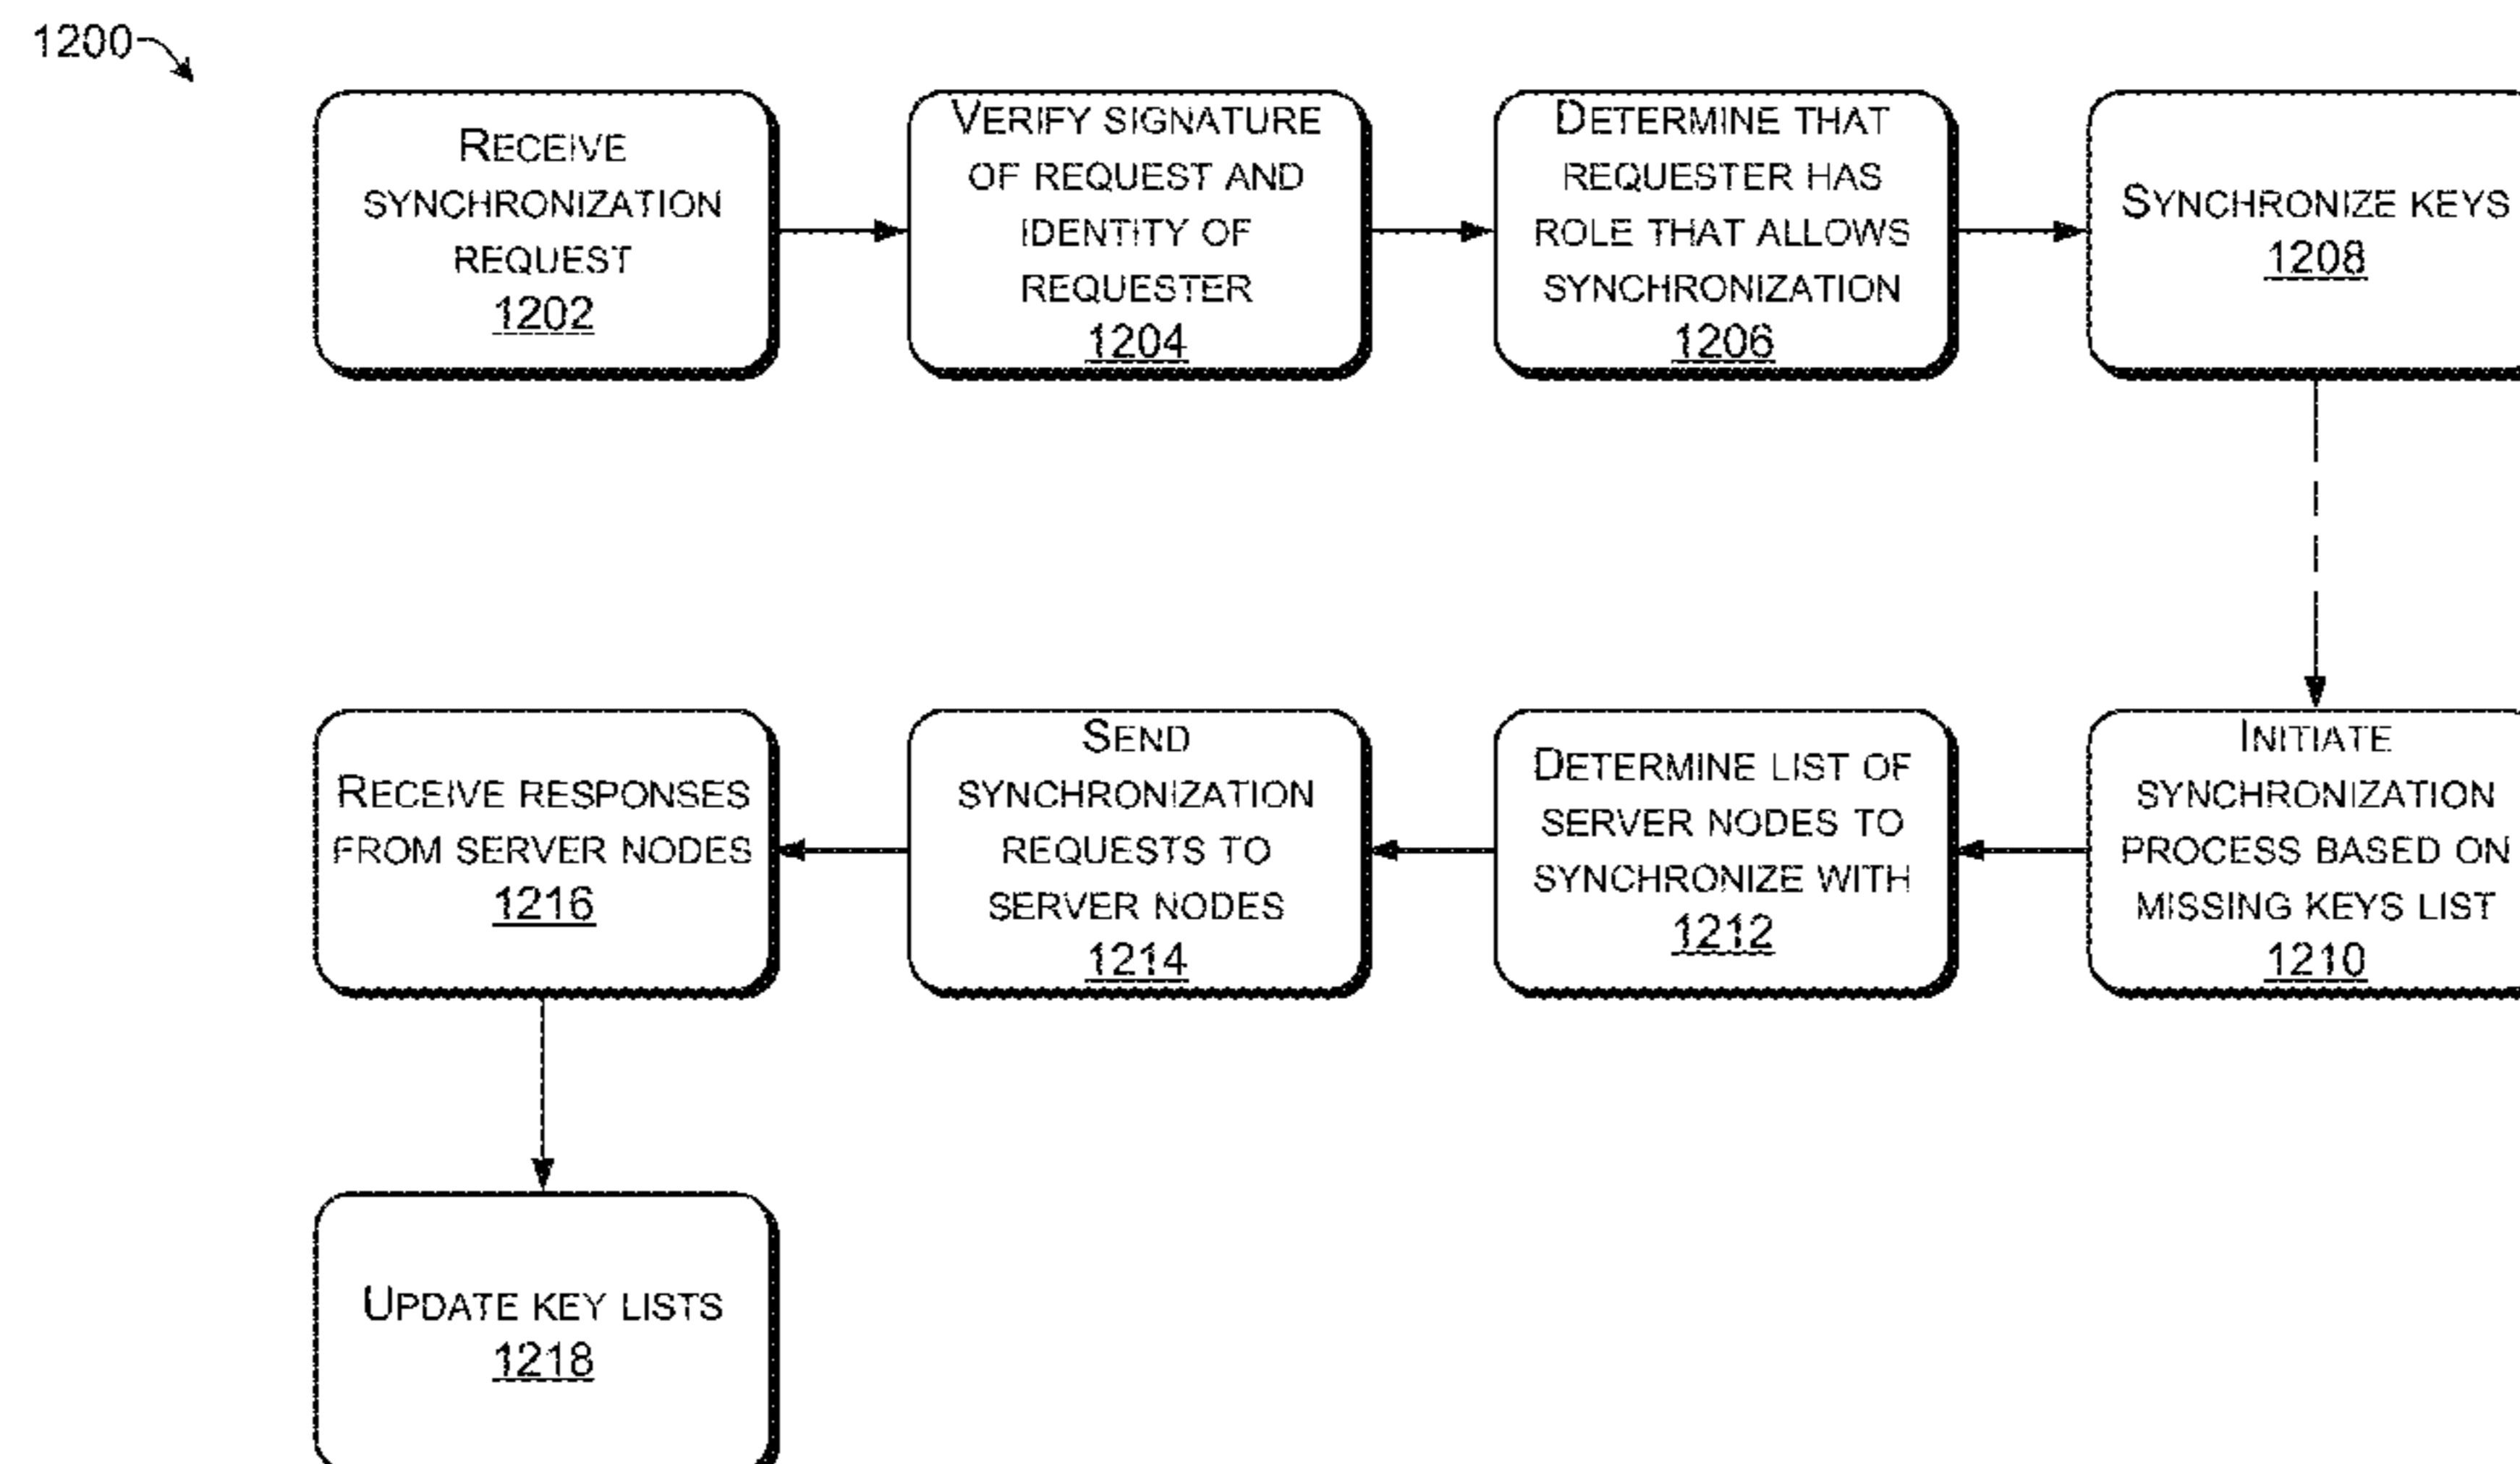 1200
RECEIVE
SYNCHRONIZATION
REQUEST
1202
VERIFY SIGNATURE
OF REQUEST AND
IDENTITY OF
REQUESTER
1204
DETERMINE THAT
REQUESTER HAS
ROLE THAT ALLOWS
SYNCHRONIZATION
1206
SYNCHRONIZE KEYS
1208
INITIATE
SYNCHRONIZATION
PROCESS BASED ON
MISSING KEYS LIST
1210
DETERMINE LIST OF
SERVER NODES TO
SYNCHRONIZE WITH
1212
SEND
SYNCHRONIZATION
REQUESTS TO
SERVER NODES
1214
RECEIVE RESPONSES
FROM SERVER NODES
1216
UPDATE KEY LISTS
1218